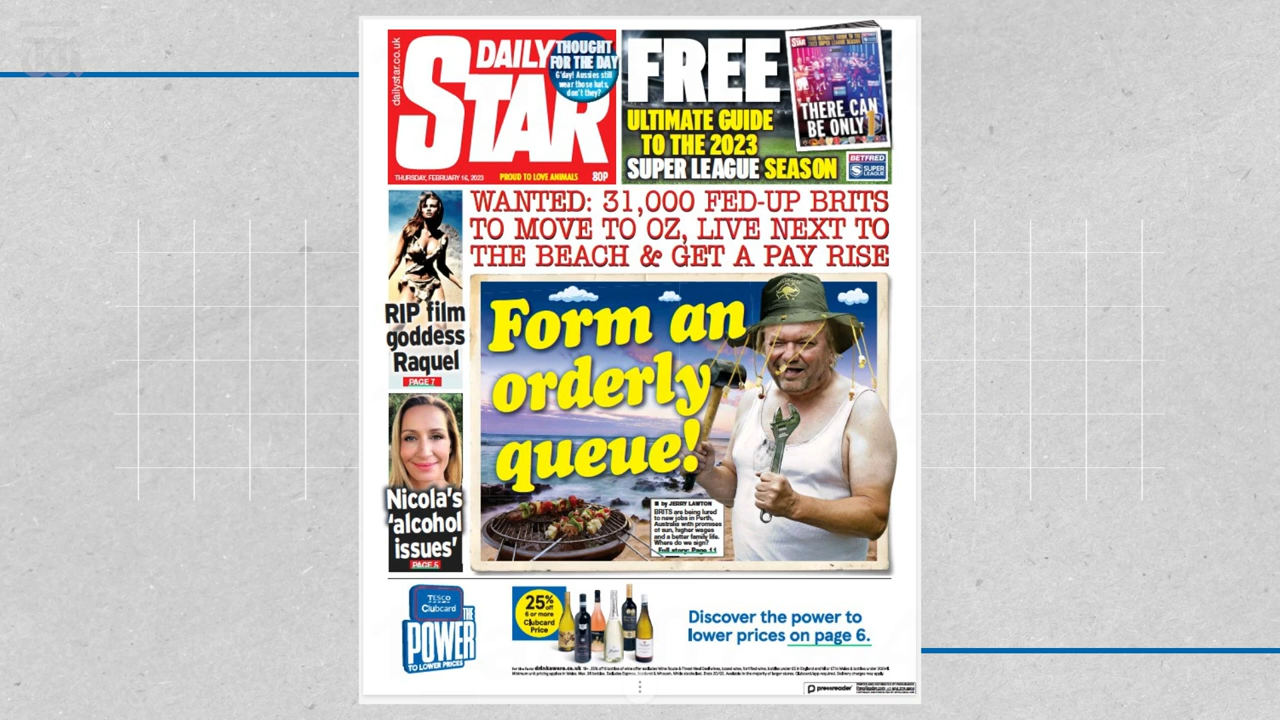 dailystar.co.uk
DAILY
STAR
THOUGHT
FOR THE DAY
G'day! Aussies still
wear those hats,
don't they?
THURSDAY, FEBRUARY 16, 2023
PROUD TO LOVE ANIMALS
80P
FREE
ULTIMATE GUIDE
TO THE 2023
SUPER LEAGUE SEASON
THERE CAN
BE ONLY 1
BETFRED
SUPER
LEAGUE
WANTED: 31,000 FED-UP BRITS
TO MOVE TO OZ, LIVE NEXT TO
THE BEACH & GET A PAY RISE
RIP film
goddess
Raquel
PAGE 7
Nicola's
'alcohol
issues'
PAGE 5
Form an
orderly
queue!
by JERRY LAWTON
BRITS are being lured
to new jobs in Perth,
Australia with promises
of sun, higher wages
and a better family life.
Where do we sign?
Full story: Page 11
TESCO
Clubcard
THE
POWER
TO LOWER PRICES
25%
off
6 or more
Clubcard
Price
Discover the power to
lower prices on page 6.
drinkaware.co.uk
pressreader